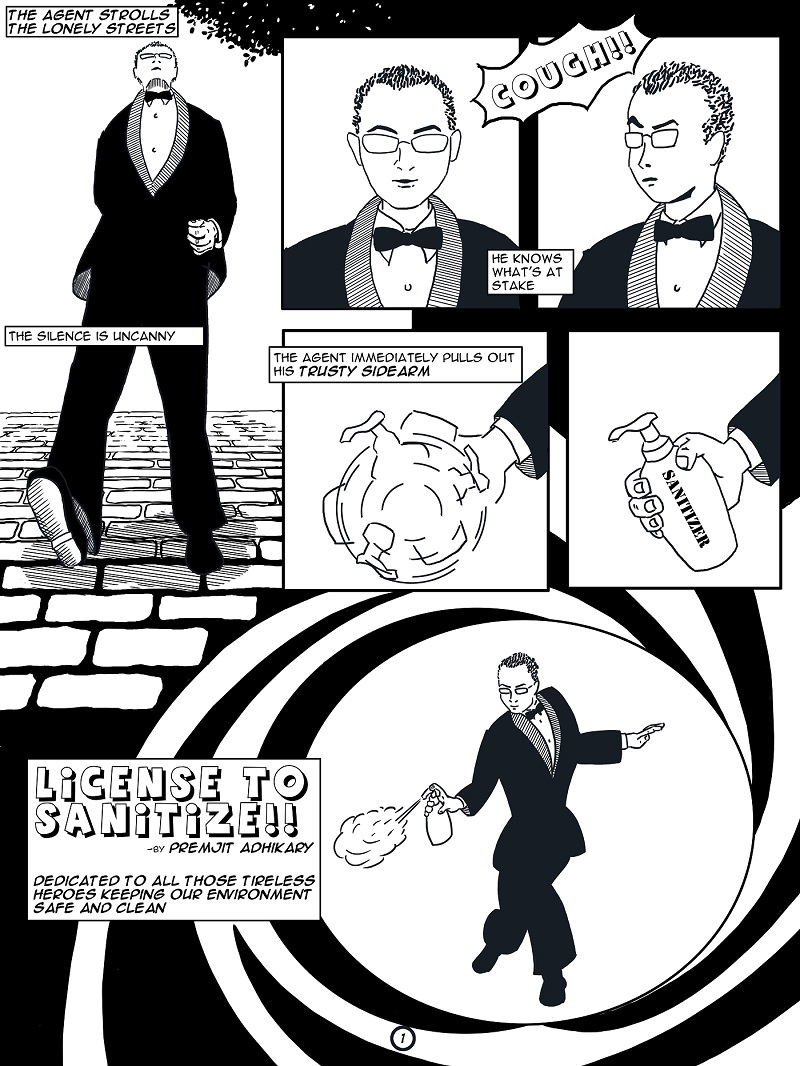 THE AGENT STROLLS
THE LONELY STREETS
THE SILENCE IS UNCANNY
COUGH!!
HE KNOWS
WHAT'S AT
STAKE
THE AGENT IMMEDIATELY PULLS OUT
HIS TRUSTY SIDEARM
SANITIZER
LiCENSE TO
SANiTiZE!!
-BY PREMJIT ADHIKARY
DEDICATED TO ALL THOSE TIRELESS
HEROES KEEPING OUR ENVIRONMENT
SAFE AND CLEAN
1